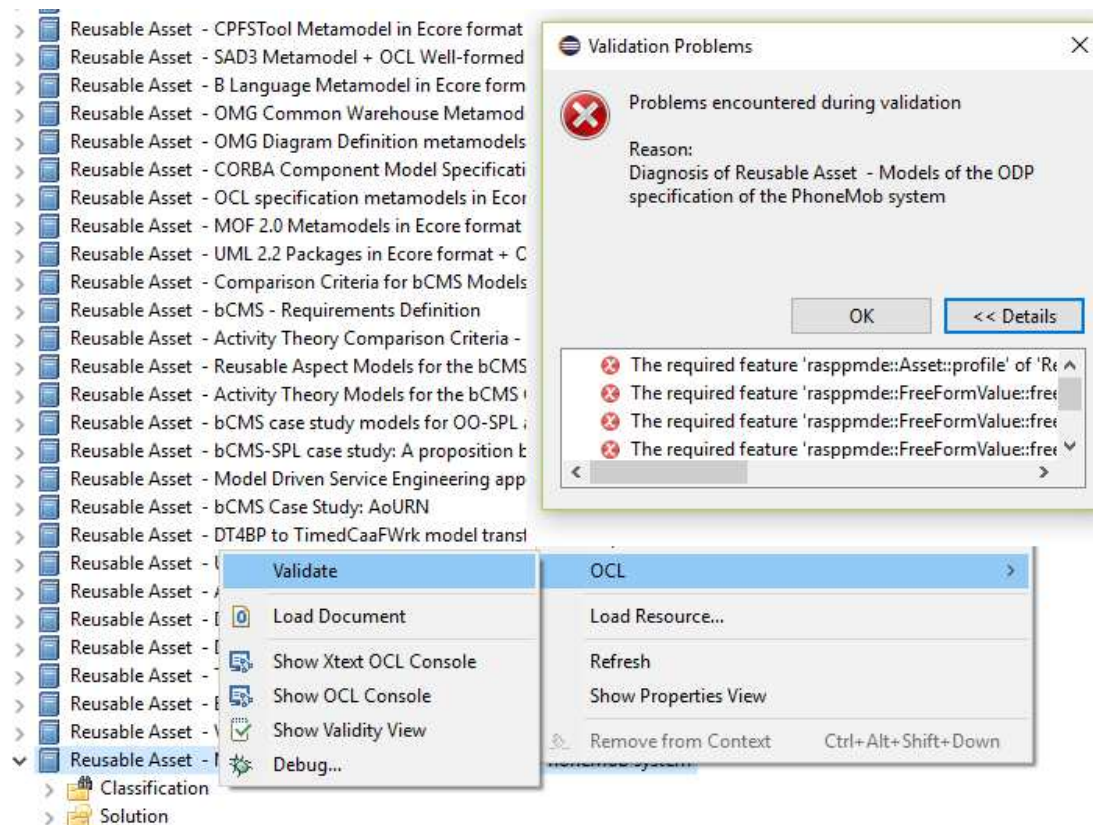 Reusable Asset - CPFSTool Metamodel in Ecore format
Reusable Asset - SAD3 Metamodel + OCL Well-formed
Reusable Asset - B Language Metamodel in Ecore form
Reusable Asset - OMG Common Warehouse Metamod
Reusable Asset - OMG Diagram Definition metamodels
Reusable Asset - CORBA Component Model Specificati
Reusable Asset - OCL specification metamodels in Ecor
Reusable Asset - MOF 2.0 Metamodels in Ecore format
Reusable Asset - UML 2.2 Packages in Ecore format + O
Reusable Asset - Comparison Criteria for bCMS Models
Reusable Asset - bCMS - Requirements Definition
Reusable Asset - Activity Theory Comparison Criteria -
Reusable Asset - Reusable Aspect Models for the bCMS
Reusable Asset - Activity Theory Models for the bCMS
Reusable Asset - bCMS case study models for OO-SPL
Reusable Asset - bCMS-SPL case study: A proposition
Reusable Asset - Model Driven Service Engineering app
Reusable Asset - bCMS Case Study: AoURN
Reusable Asset - DT4BP to TimedCaaFWrk model transf
Reusable Asset -
Reusable Asset -
Reusable Asset -
Reusable Asset -
Reusable Asset -
Reusable Asset -
Reusable Asset -
Reusable Asset -
Classification
Solution
Validation Problems
Problems encountered during validation
Reason:
Diagnosis of Reusable Asset - Models of the ODP
specification of the PhoneMob system
OK
<< Details
The required feature 'rasppmde::Asset::profile' of 'Re
The required feature 'rasppmde::FreeFormValue::free
The required feature 'rasppmde::FreeFormValue::free
The required feature 'rasppmde::FreeFormValue::free
Validate
Load Document
Show Xtext OCL Console
Show OCL Console
Show Validity View
Debug...
OCL
Load Resource...
Refresh
Show Properties View
Remove from Context Ctrl+Alt+Shift+Down
system